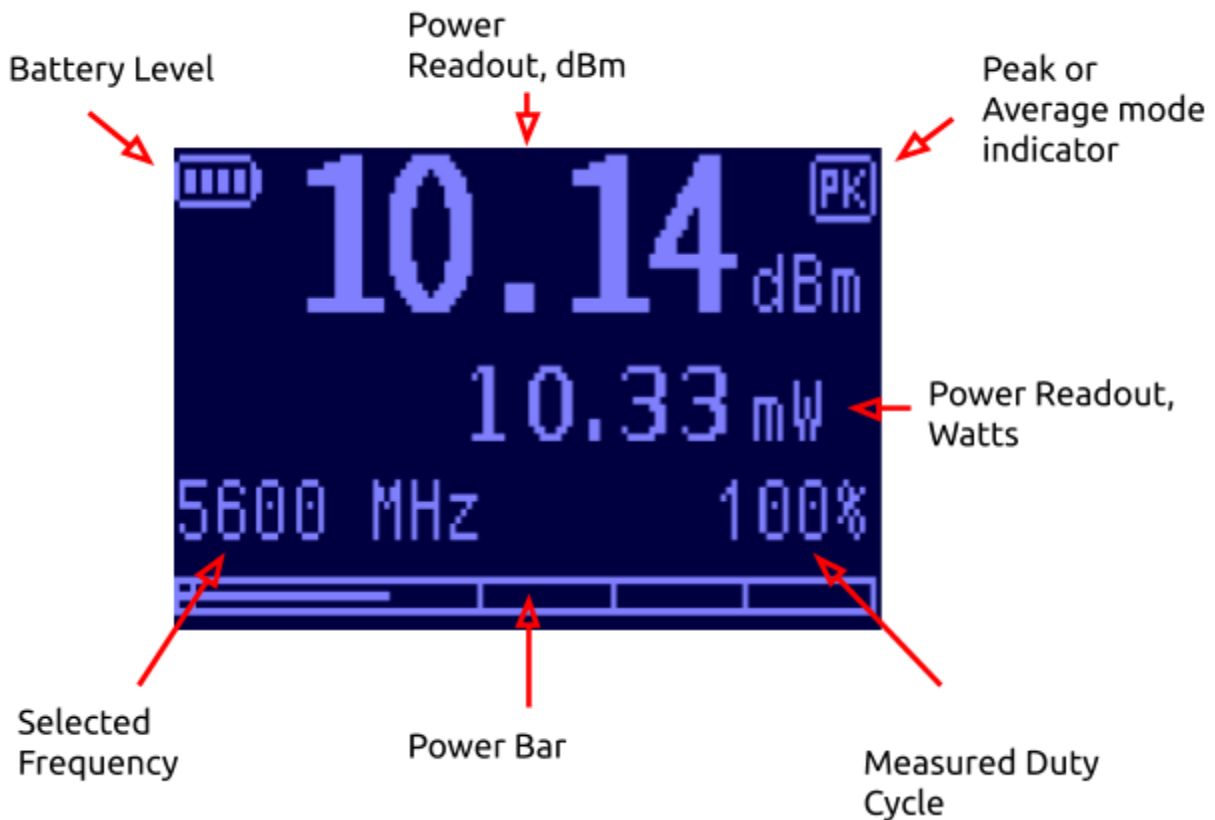 Power
Readout, dBm
Battery Level
Peak or
Average mode
indicator
10.14 dBm
PK
10.33 mW
Power Readout,
Watts
5600 MHz 100%
Selected
Frequency
Power Bar
Measured Duty
Cycle